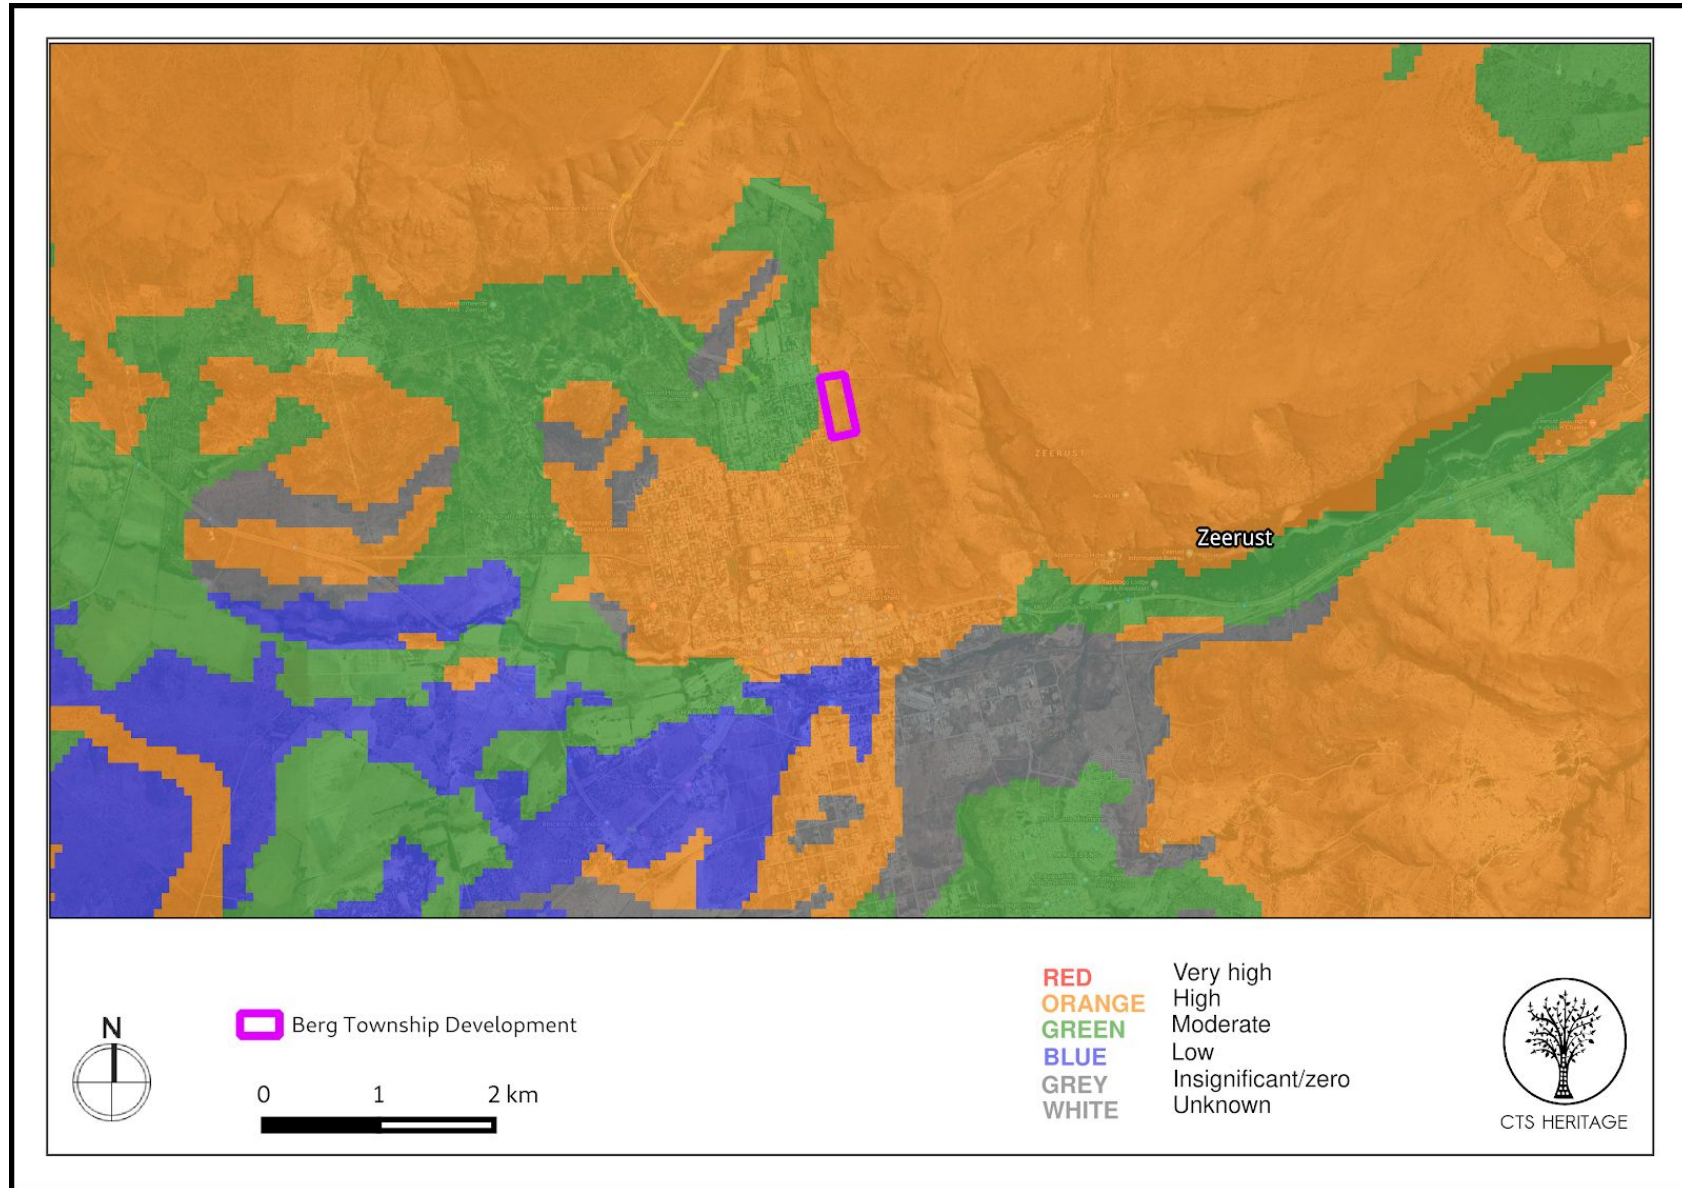 ZEERUST
Zeerust
N
Berg Township Development
0 1 2 km
RED Very high
ORANGE High
GREEN Moderate
BLUE Low
GREY Insignificant/zero
WHITE Unknown
CTS HERITAGE